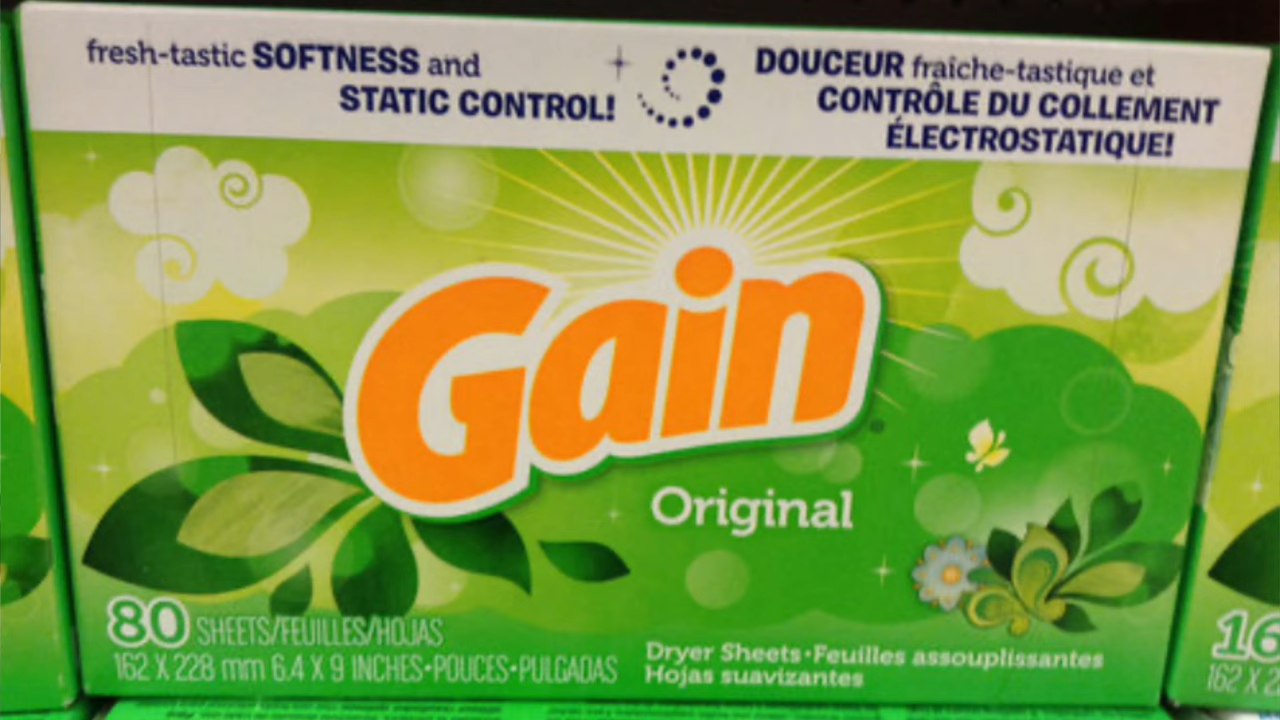 fresh-tastic SOFTNESS and
STATIC CONTROL!
DOUCEUR fraîche-tastique et
CONTRÔLE DU COLLEMENT
ÉLECTROSTATIQUE!
Gain
Original
80 SHEETS/FEUILLES/HOJAS
162 X 228 mm 6.4 X 9 INCHES•POUCES•PULGADAS
Dryer Sheets•Feuilles assouplissantes
Hojas suavizantes
16
162 X 2